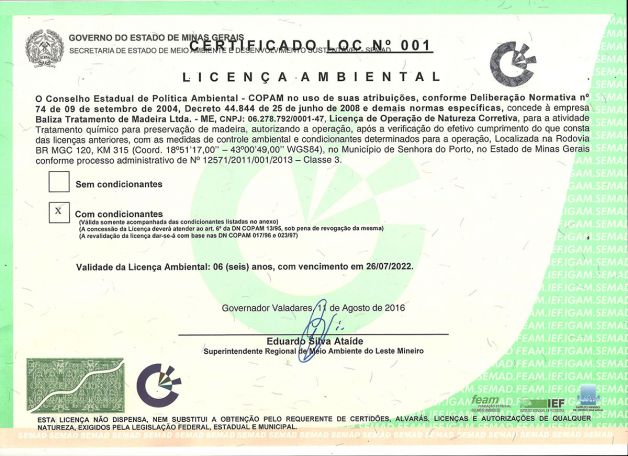 GOVERNO DO ESTADO DE MINAS GERAIS
CERTIFICADO LOC Nº 001
SECRETARIA DE ESTADO DE MEIO AMBIENTE E DESENVOLVIMENTO SUSTENTÁVEL - SEMAD
LICENÇA AMBIENTAL
O Conselho Estadual de Política Ambiental - COPAM no uso de suas atribuições, conforme Deliberação Normativa nº
74 de 09 de setembro de 2004, Decreto 44.844 de 25 de junho de 2008 e demais normas específicas, concede à empresa
Baliza Tratamento de Madeira Ltda. - ME, CNPJ: 06.278.792/0001-47, Licença de Operação de Natureza Corretiva, para a atividade
Tratamento químico para preservação de madeira, autorizando a operação, após a verificação do efetivo cumprimento do que consta
das licenças anteriores, com as medidas de controle ambiental e condicionantes determinados para a operação, Localizada na Rodovia
BR MGC 120, KM 315 (Coord. 18º51'17,00" – 43º00'49,00" WGS84), no Município de Senhora do Porto, no Estado de Minas Gerais
conforme processo administrativo de Nº 12571/2011/001/2013 – Classe 3.
Sem condicionantes
X
Com condicionantes
(Válida somente acompanhada das condicionantes listadas no anexo)
(A concessão da Licença deverá atender ao art. 6º da DN COPAM 13/95, sob pena de revogação da mesma)
(A revalidação da licença dar-se-á com base nas DN COPAM 017/96 e 023/97)
Validade da Licença Ambiental: 06 (seis) anos, com vencimento em 26/07/2022.
Governador Valadares, 11 de Agosto de 2016
Eduardo Silva Ataíde
Superintendente Regional de Meio Ambiente do Leste Mineiro
feam
IEF
ESTA LICENÇA NÃO DISPENSA, NEM SUBSTITUI A OBTENÇÃO PELO REQUERENTE DE CERTIDÕES, ALVARÁS, LICENÇAS E AUTORIZAÇÕES DE QUALQUER
NATUREZA, EXIGIDOS PELA LEGISLAÇÃO FEDERAL, ESTADUAL E MUNICIPAL.